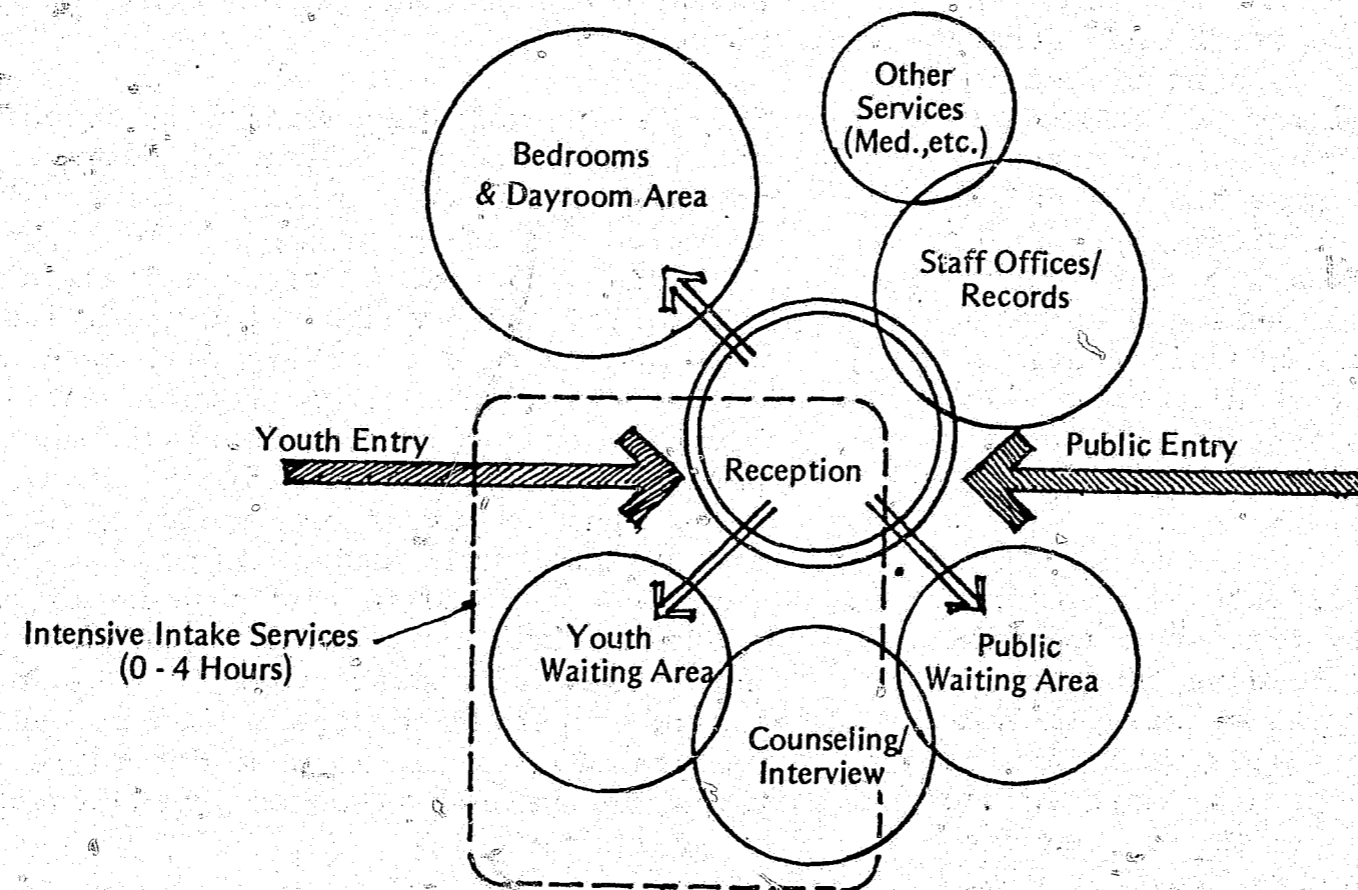 Other
Services
(Med.,etc.)
Bedrooms
& Dayroom Area
Staff Offices/
Records
Youth Entry
Public Entry
Reception
Intensive Intake Services
(0 - 4 Hours)
Youth
Waiting Area
Public
Waiting Area
Counseling/
Interview